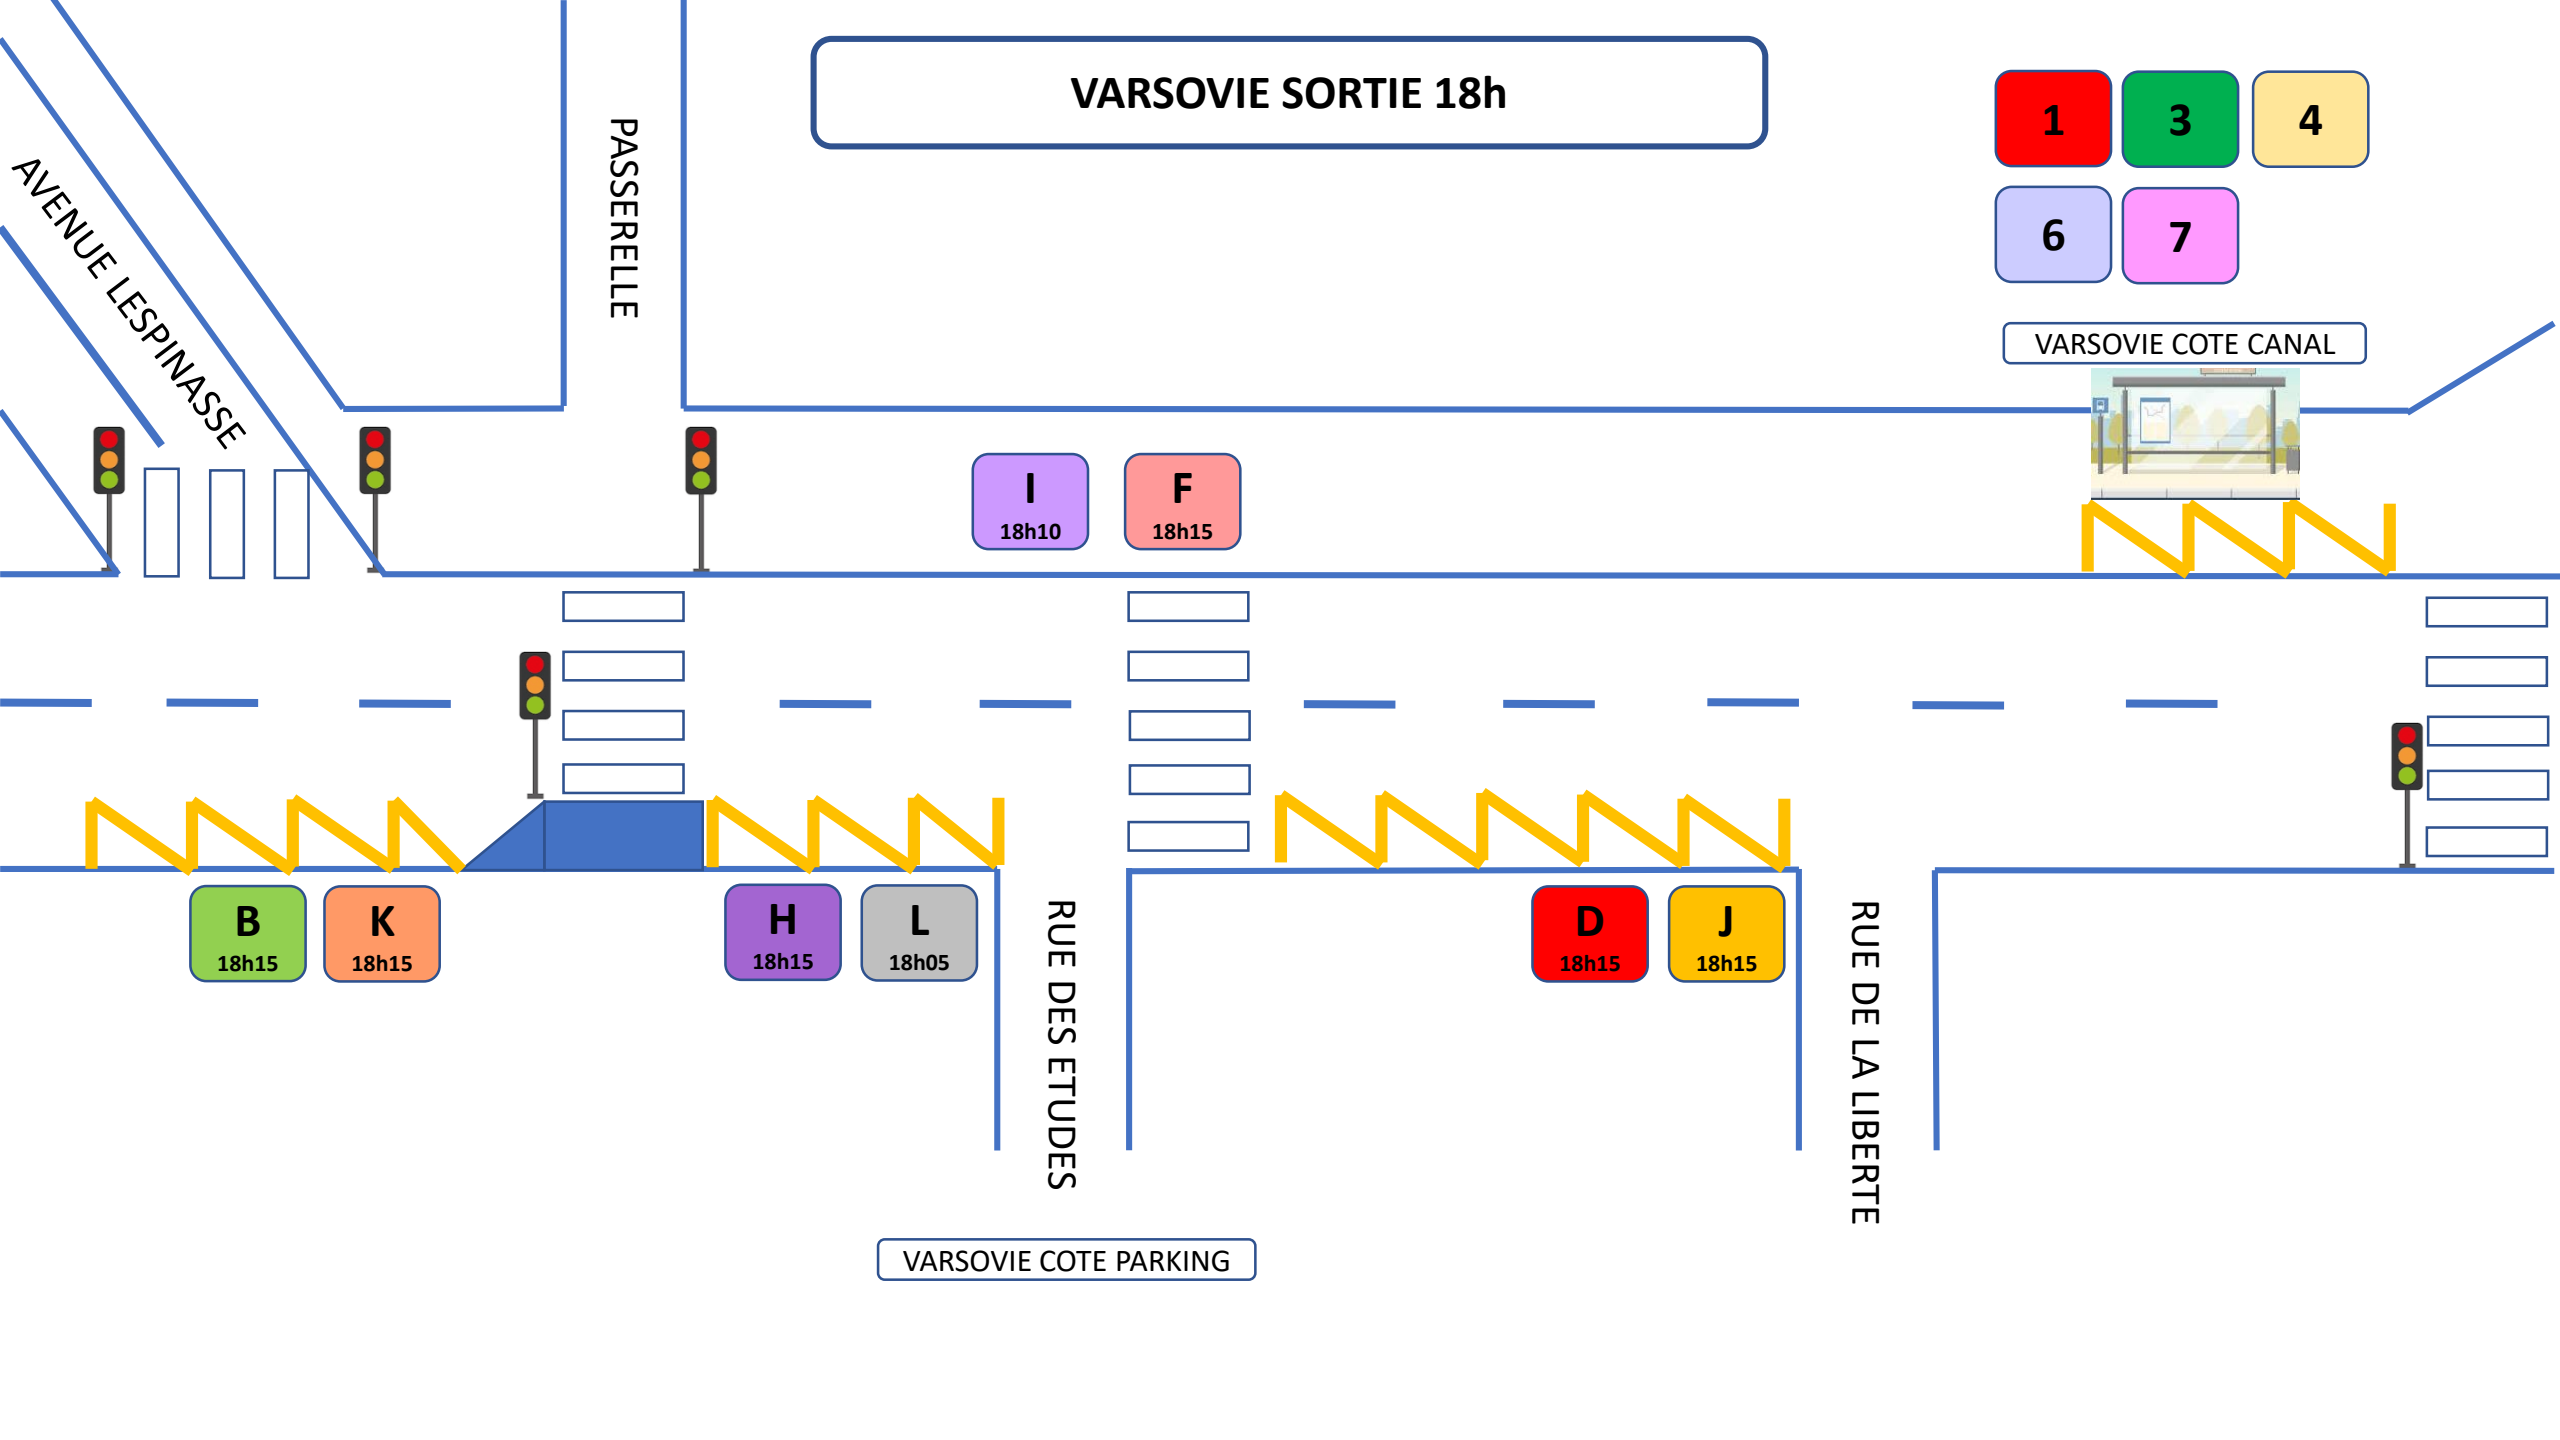 VARSOVIE SORTIE 18h
1
3
4
6
7
VARSOVIE COTE CANAL
PASSERELLE
AVENUE LESPINASSE
I
18h10
F
18h15
B
18h15
K
18h15
H
18h15
L
18h05
D
18h15
J
18h15
RUE DES ETUDES
RUE DE LA LIBERTE
VARSOVIE COTE PARKING